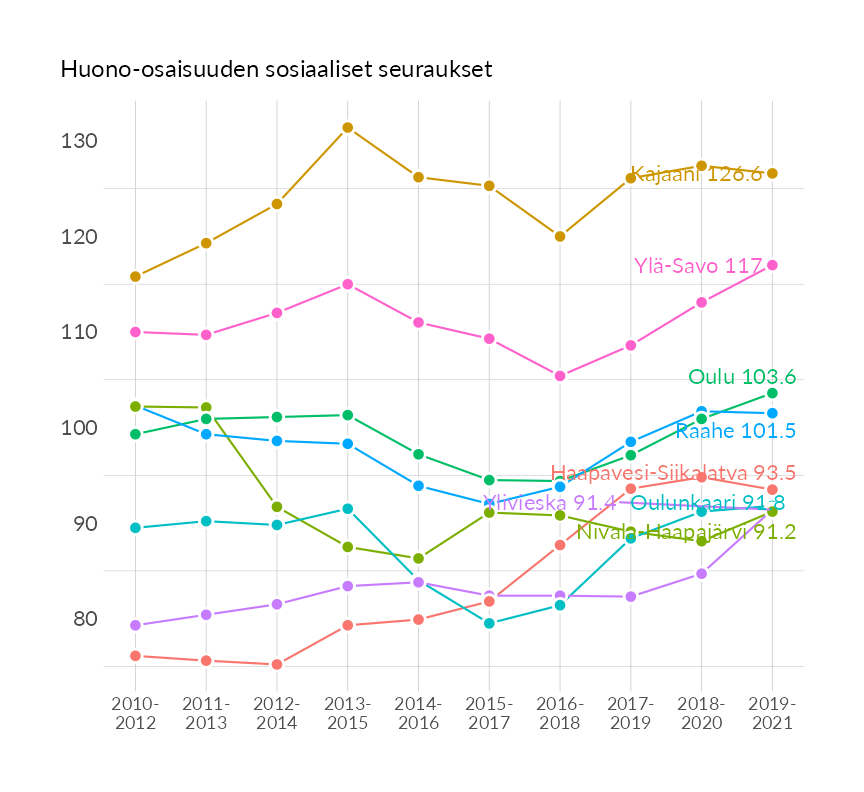 Huono-osaisuuden sosiaaliset seuraukset
130
Kajaani 126.6
120
Ylä-Savo 117
110
Oulu 103.6
100
Raahe 101.5
Haapavesi-Siikalatva 93.5
Ylivieska 91.4
Oulunkaari 91.8
90
Nivala-Haapajärvi 91.2
80
2010- 2011- 2012- 2013- 2014- 2015- 2016- 2017- 2018- 2019-
2012 2013 2014 2015 2016 2017 2018 2019 2020 2021